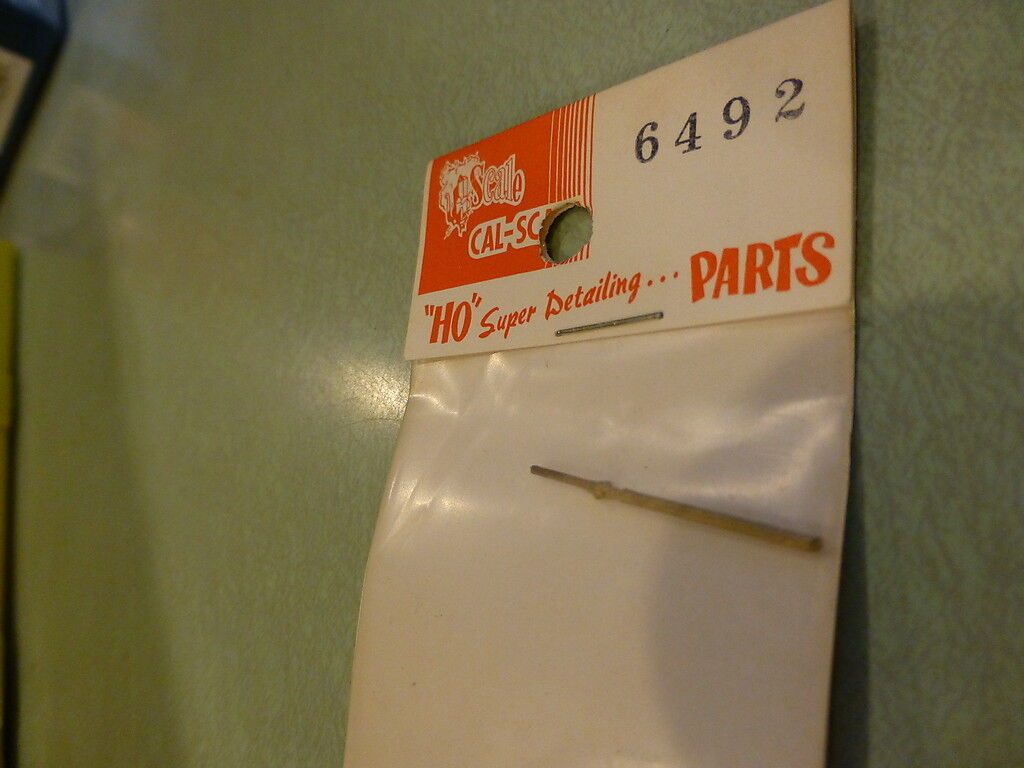 6492
Scale
CAL-SC
"HO" Super Detailing... PARTS